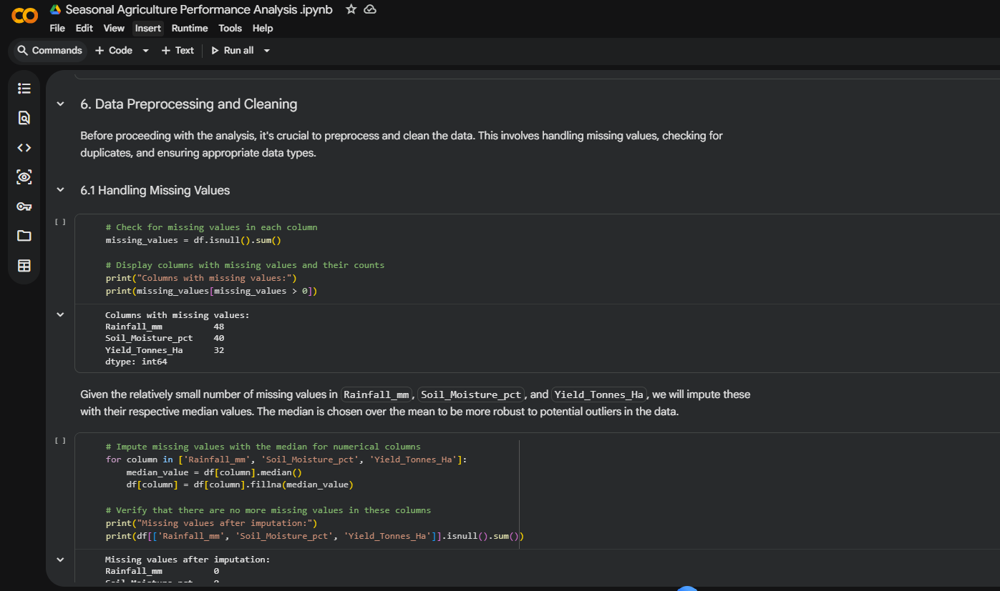 Seasonal Agriculture Performance Analysis .ipynb
File Edit View Insert Runtime Tools Help
Commands + Code + Text Run all
6. Data Preprocessing and Cleaning
Before proceeding with the analysis, it's crucial to preprocess and clean the data. This involves handling missing values, checking for
duplicates, and ensuring appropriate data types.
6.1 Handling Missing Values
[ ]
# Check for missing values in each column
missing_values = df.isnull().sum()
# Display columns with missing values and their counts
print("Columns with missing values:")
print(missing_values[missing_values > 0])
Columns with missing values:
Rainfall_mm 48
Soil_Moisture_pct 40
Yield_Tonnes_Ha 32
dtype: int64
Given the relatively small number of missing values in Rainfall_mm, Soil_Moisture_pct, and Yield_Tonnes_Ha, we will impute these
with their respective median values. The median is chosen over the mean to be more robust to potential outliers in the data.
[ ]
# Impute missing values with the median for numerical columns
for column in ['Rainfall_mm', 'Soil_Moisture_pct', 'Yield_Tonnes_Ha']:
    median_value = df[column].median()
    df[column] = df[column].fillna(median_value)
# Verify that there are no more missing values in these columns
print("Missing values after imputation:")
print(df[['Rainfall_mm', 'Soil_Moisture_pct', 'Yield_Tonnes_Ha']].isnull().sum())
Missing values after imputation:
Rainfall_mm 0
Soil_Moisture_pct 0